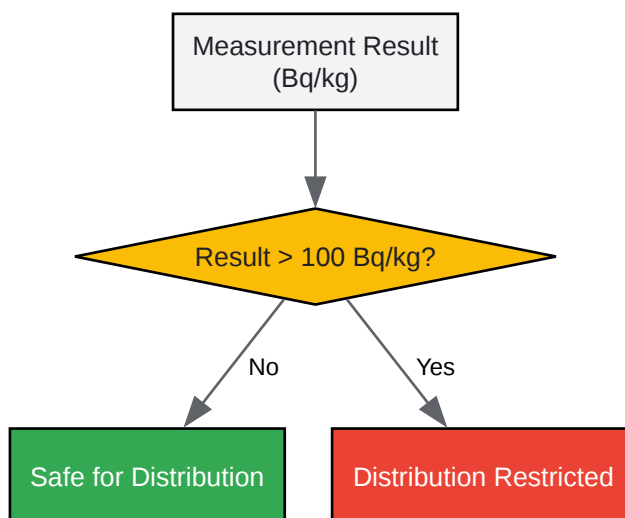 Measurement Result
(Bq/kg)
Result > 100 Bq/kg?
No
Yes
Safe for Distribution
Distribution Restricted